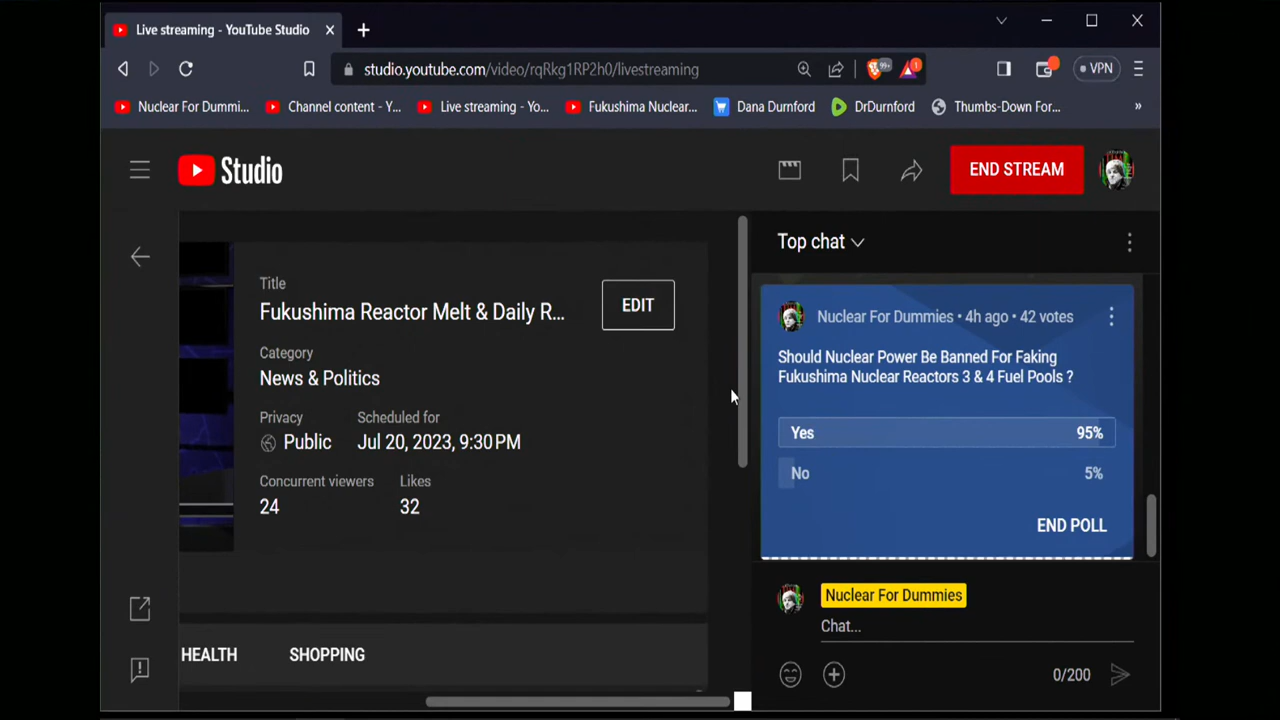 Live streaming - YouTube Studio
studio.youtube.com/video/rqRkg1RP2h0/livestreaming
99+
1
VPN
Nuclear For Dummi...
Channel content - Y...
Live streaming - Yo...
Fukushima Nuclear...
Dana Durnford
DrDurnford
Thumbs-Down For...
»
Studio
END STREAM
Top chat
Title
Fukushima Reactor Melt & Daily R...
EDIT
Category
News & Politics
Privacy
Scheduled for
Public
Jul 20, 2023, 9:30 PM
Concurrent viewers
Likes
24
32
HEALTH
SHOPPING
Nuclear For Dummies • 4h ago • 42 votes
Should Nuclear Power Be Banned For Faking
Fukushima Nuclear Reactors 3 & 4 Fuel Pools ?
Yes 95%
No 5%
END POLL
Nuclear For Dummies
Chat...
0/200